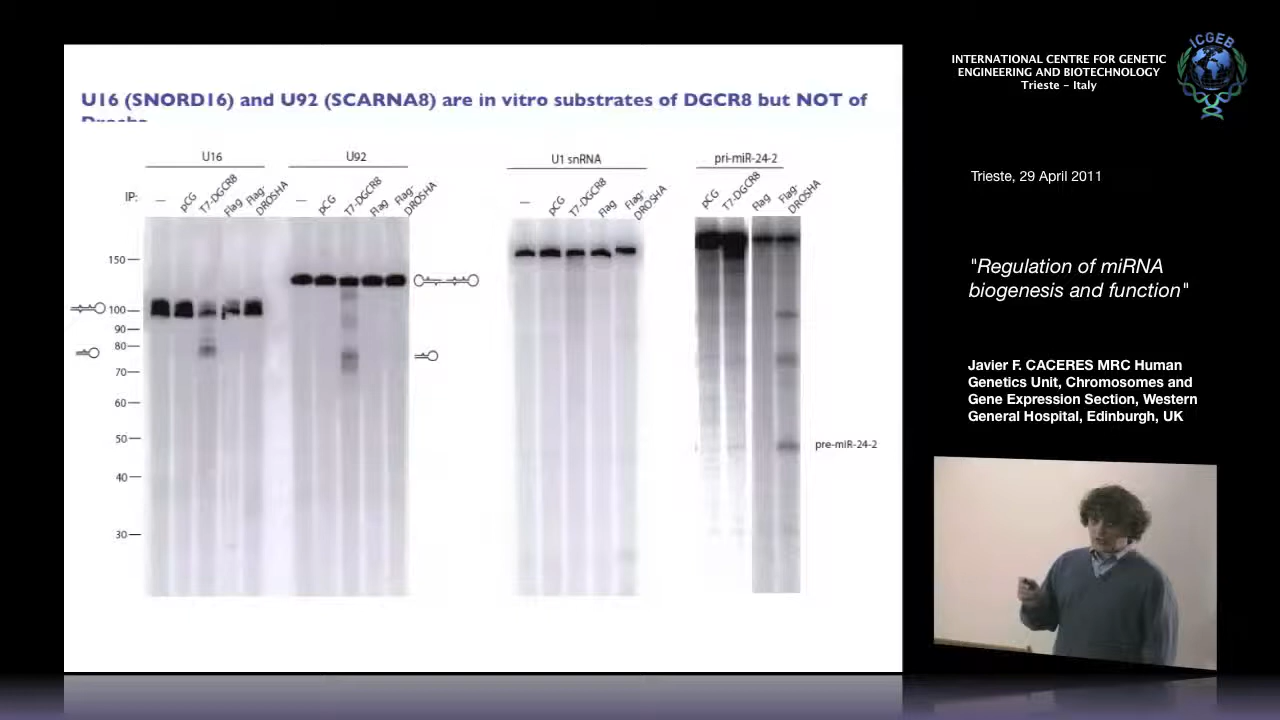 U16 (SNORD16) and U92 (SCARNA8) are in vitro substrates of DGCR8 but NOT of
Drosha
U16
U92
U1 snRNA
pri-miR-24-2
IP:
— pCG T7-DGCR8 Flag Flag-DROSHA
— pCG T7-DGCR8 Flag Flag-DROSHA
— pCG T7-DGCR8 Flag Flag-DROSHA
pCG T7-DGCR8 Flag Flag-DROSHA
150
100
90
80
70
60
50
40
30
pre-miR-24-2
ICGEB
INTERNATIONAL CENTRE FOR GENETIC
ENGINEERING AND BIOTECHNOLOGY
Trieste – Italy
Trieste, 29 April 2011
"Regulation of miRNA
biogenesis and function"
Javier F. CACERES MRC Human
Genetics Unit, Chromosomes and
Gene Expression Section, Western
General Hospital, Edinburgh, UK